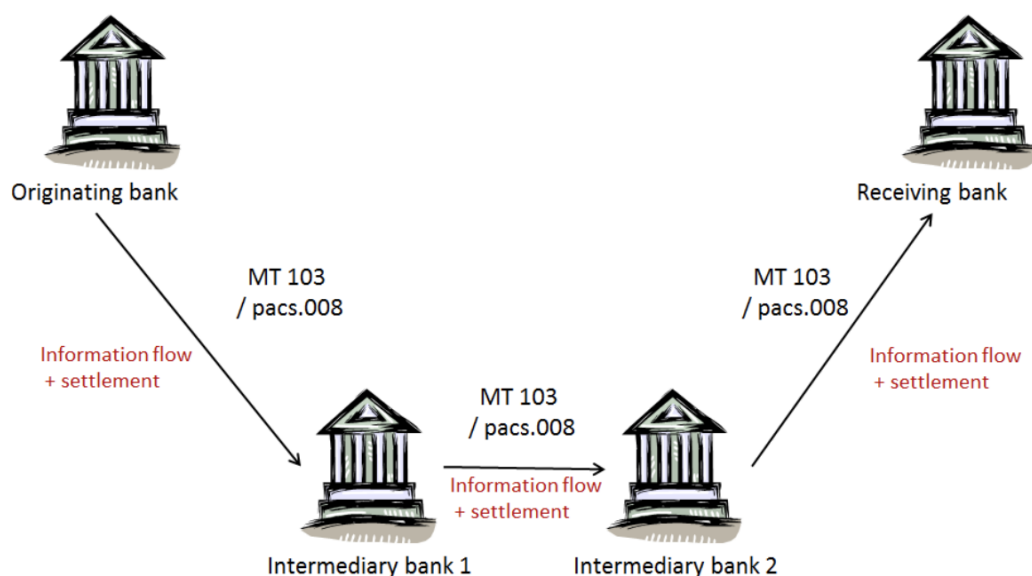 Originating bank
Receiving bank
MT 103
/ pacs.008
MT 103
/ pacs.008
Information flow
+ settlement
Information flow
+ settlement
MT 103
/ pacs.008
Information flow
+ settlement
Intermediary bank 1
Intermediary bank 2